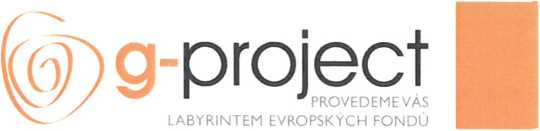 g-project
PROVEDEME VÁS
LABYRINTEM EVROPSKÝCH FONDŮ